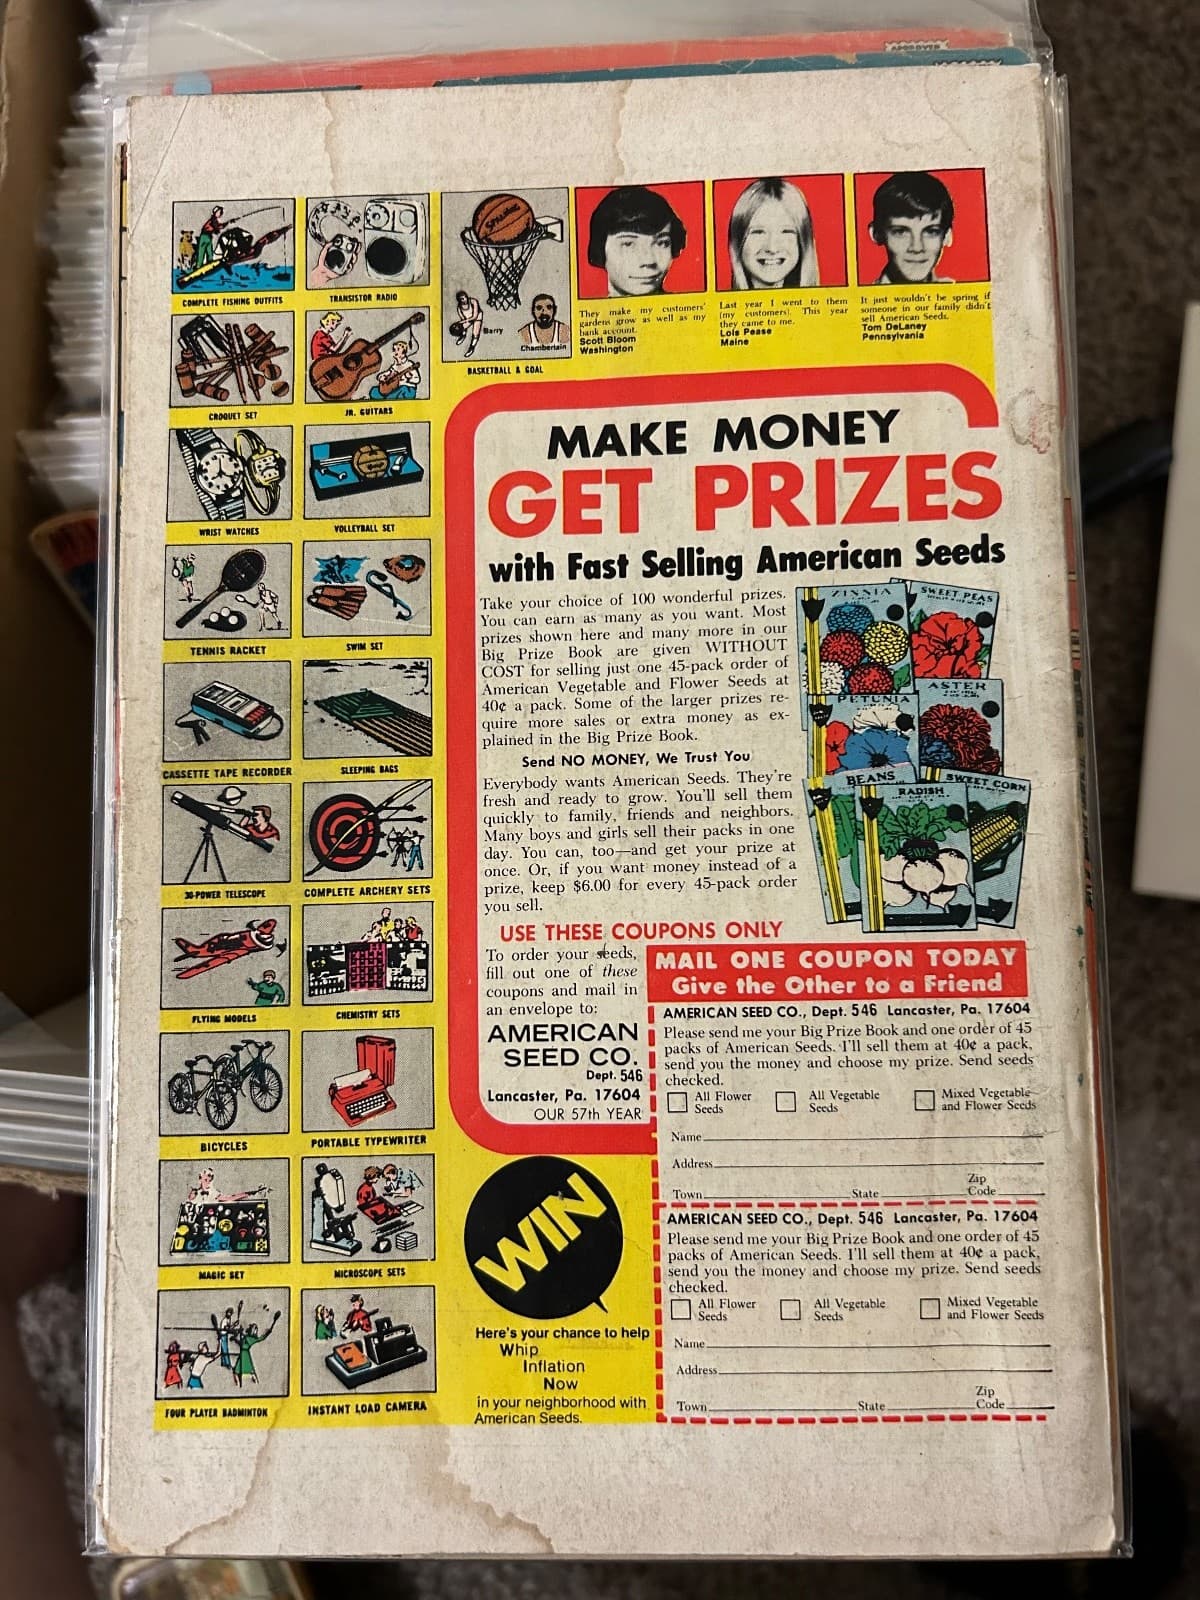 APPROVED
COMPLETE FISHING OUTFITS
TRANSISTOR RADIO
CROQUET SET
JR. GUITARS
WRIST WATCHES
VOLLEYBALL SET
TENNIS RACKET
SWIM SET
CASSETTE TAPE RECORDER
SLEEPING BAGS
30-POWER TELESCOPE
COMPLETE ARCHERY SETS
FLYING MODELS
CHEMISTRY SETS
BICYCLES
PORTABLE TYPEWRITER
MAGIC SET
MICROSCOPE SETS
FOUR PLAYER BADMINTON
INSTANT LOAD CAMERA
SPALDING
Barry
Chamberlain
BASKETBALL & GOAL
They make my customers'
gardens grow as well as my
bank account.
Scott Bloom
Washington
Last year I went to them
(my customers). This year
they came to me.
Lois Pease
Maine
It just wouldn't be spring if
someone in our family didn't
sell American Seeds.
Tom DeLaney
Pennsylvania
MAKE MONEY
GET PRIZES
with Fast Selling American Seeds
Take your choice of 100 wonderful prizes.
You can earn as many as you want. Most
prizes shown here and many more in our
Big Prize Book are given WITHOUT
COST for selling just one 45-pack order of
American Vegetable and Flower Seeds at
40¢ a pack. Some of the larger prizes re-
quire more sales or extra money as ex-
plained in the Big Prize Book.
Send NO MONEY, We Trust You
Everybody wants American Seeds. They're
fresh and ready to grow. You'll sell them
quickly to family, friends and neighbors.
Many boys and girls sell their packs in one
day. You can, too—and get your prize at
once. Or, if you want money instead of a
prize, keep $6.00 for every 45-pack order
you sell.
ZINNIA
SWEET PEAS
PETUNIA
ASTER
BEANS
RADISH
SWEET CORN
USE THESE COUPONS ONLY
To order your seeds,
fill out one of these
coupons and mail in
an envelope to:
AMERICAN
SEED CO.
Dept. 546
Lancaster, Pa. 17604
OUR 57th YEAR
MAIL ONE COUPON TODAY
Give the Other to a Friend
AMERICAN SEED CO., Dept. 546 Lancaster, Pa. 17604
Please send me your Big Prize Book and one order of 45
packs of American Seeds. I'll sell them at 40¢ a pack,
send you the money and choose my prize. Send seeds
checked.
All Flower Seeds
All Vegetable Seeds
Mixed Vegetable and Flower Seeds
Name
Address
Town State Zip Code
AMERICAN SEED CO., Dept. 546 Lancaster, Pa. 17604
Please send me your Big Prize Book and one order of 45
packs of American Seeds. I'll sell them at 40¢ a pack,
send you the money and choose my prize. Send seeds
checked.
All Flower Seeds
All Vegetable Seeds
Mixed Vegetable and Flower Seeds
Name
Address
Town State Zip Code
WIN
Here's your chance to help
Whip
Inflation
Now
in your neighborhood with
American Seeds.